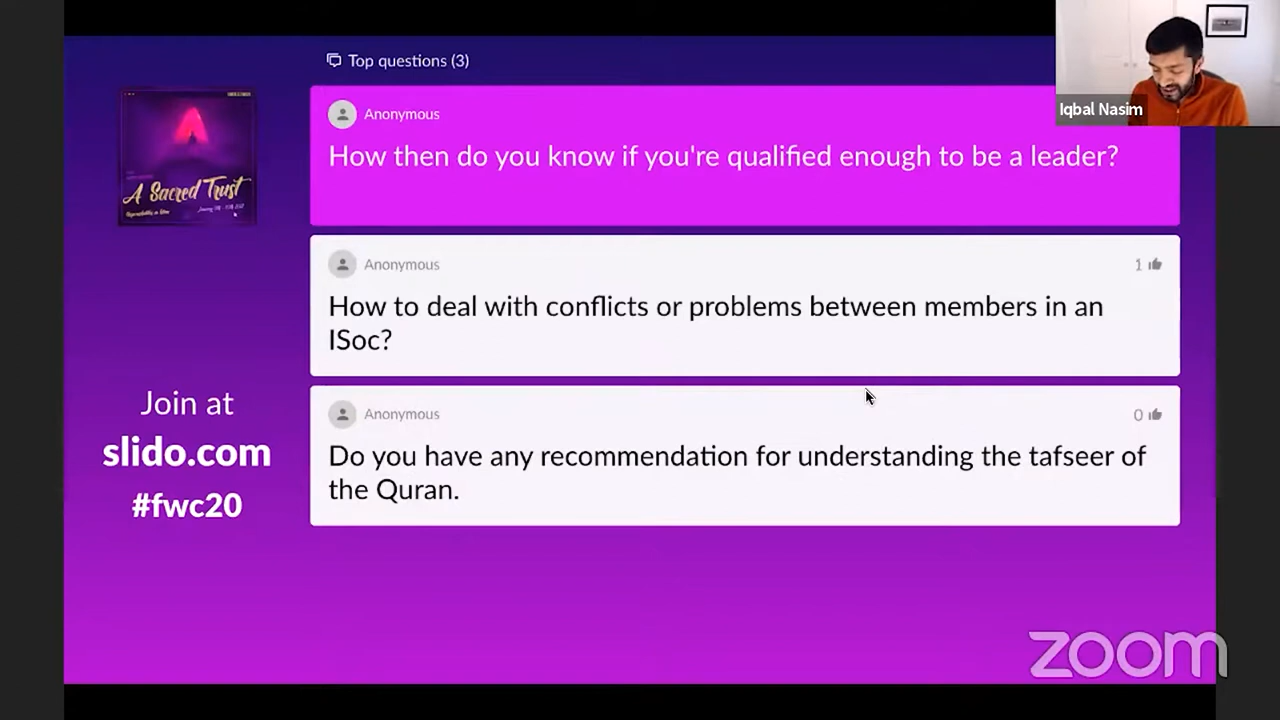 Top questions (3)
Iqbal Nasim
Anonymous
How then do you know if you're qualified enough to be a leader?
A
A Sacred Trust
Anonymous
1
How to deal with conflicts or problems between members in an
ISoc?
Anonymous
0
Do you have any recommendation for understanding the tafseer of
the Quran.
Join at
slido.com
#fwc20
zoom